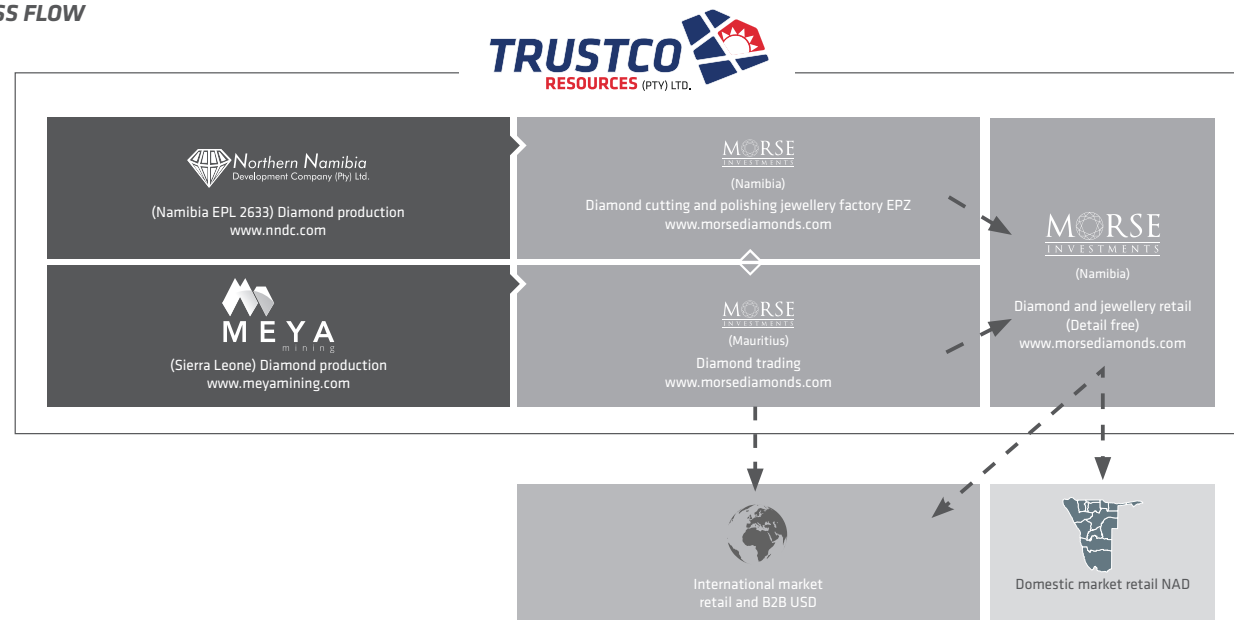 SS FLOW
TRUSTCO
RESOURCES (PTY) LTD.
Northern Namibia
Development Company (Pty) Ltd.
(Namibia EPL 2633) Diamond production
www.nndc.com
MORSE
INVESTMENTS
(Namibia)
Diamond cutting and polishing jewellery factory EPZ
www.morsediamonds.com
MORSE
INVESTMENTS
(Namibia)
Diamond and jewellery retail
(Detail free)
www.morsediamonds.com
MEYA
mining
(Sierra Leone) Diamond production
www.meyamining.com
MORSE
INVESTMENTS
(Mauritius)
Diamond trading
www.morsediamonds.com
International market
retail and B2B USD
Domestic market retail NAD